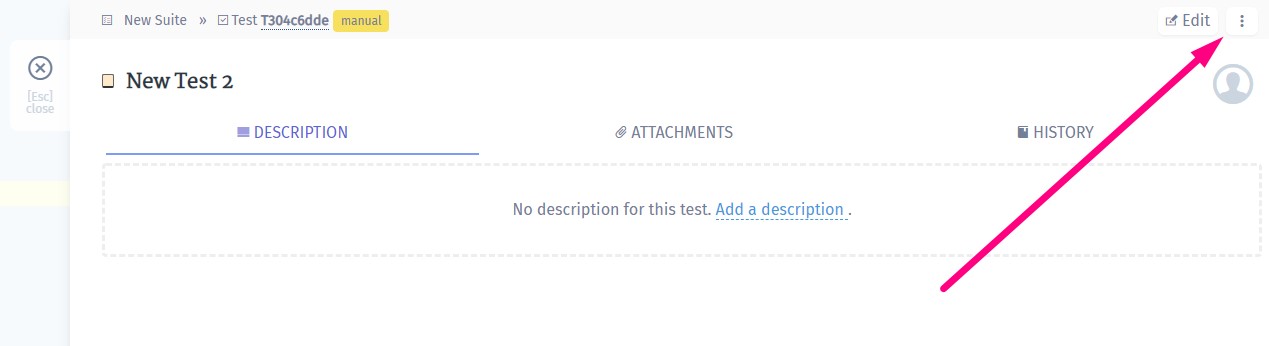 New Suite » Test T304c6dde manual Edit
[Esc]
close
New Test 2
DESCRIPTION ATTACHMENTS HISTORY
No description for this test. Add a description .